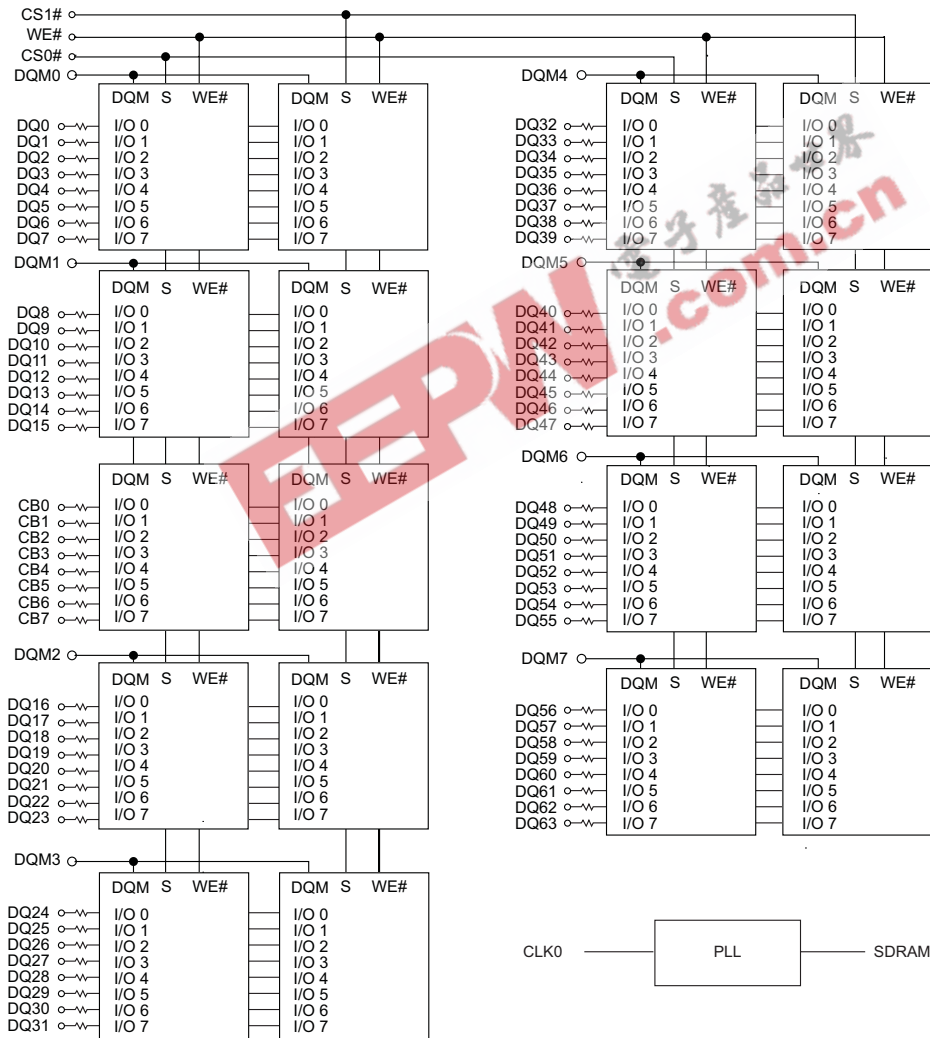 CS1#
WE#
CS0#
DQM0
DQM S WE#
DQM S WE#
DQ0 I/O 0 I/O 0
DQ1 I/O 1 I/O 1
DQ2 I/O 2 I/O 2
DQ3 I/O 3 I/O 3
DQ4 I/O 4 I/O 4
DQ5 I/O 5 I/O 5
DQ6 I/O 6 I/O 6
DQ7 I/O 7 I/O 7
DQM1
DQM S WE#
DQM S WE#
DQ8 I/O 0 I/O 0
DQ9 I/O 1 I/O 1
DQ10 I/O 2 I/O 2
DQ11 I/O 3 I/O 3
DQ12 I/O 4 I/O 4
DQ13 I/O 5 I/O 5
DQ14 I/O 6 I/O 6
DQ15 I/O 7 I/O 7
DQM S WE#
DQM S WE#
CB0 I/O 0 I/O 0
CB1 I/O 1 I/O 1
CB2 I/O 2 I/O 2
CB3 I/O 3 I/O 3
CB4 I/O 4 I/O 4
CB5 I/O 5 I/O 5
CB6 I/O 6 I/O 6
CB7 I/O 7 I/O 7
DQM2
DQM S WE#
DQM S WE#
DQ16 I/O 0 I/O 0
DQ17 I/O 1 I/O 1
DQ18 I/O 2 I/O 2
DQ19 I/O 3 I/O 3
DQ20 I/O 4 I/O 4
DQ21 I/O 5 I/O 5
DQ22 I/O 6 I/O 6
DQ23 I/O 7 I/O 7
DQM3
DQM S WE#
DQM S WE#
DQ24 I/O 0 I/O 0
DQ25 I/O 1 I/O 1
DQ26 I/O 2 I/O 2
DQ27 I/O 3 I/O 3
DQ28 I/O 4 I/O 4
DQ29 I/O 5 I/O 5
DQ30 I/O 6 I/O 6
DQ31 I/O 7 I/O 7
DQM4
DQM S WE#
DQM S WE#
DQ32 I/O 0 I/O 0
DQ33 I/O 1 I/O 1
DQ34 I/O 2 I/O 2
DQ35 I/O 3 I/O 3
DQ36 I/O 4 I/O 4
DQ37 I/O 5 I/O 5
DQ38 I/O 6 I/O 6
DQ39 I/O 7 I/O 7
DQM5
DQM S WE#
DQM S WE#
DQ40 I/O 0 I/O 0
DQ41 I/O 1 I/O 1
DQ42 I/O 2 I/O 2
DQ43 I/O 3 I/O 3
DQ44 I/O 4 I/O 4
DQ45 I/O 5 I/O 5
DQ46 I/O 6 I/O 6
DQ47 I/O 7 I/O 7
DQM6
DQM S WE#
DQM S WE#
DQ48 I/O 0 I/O 0
DQ49 I/O 1 I/O 1
DQ50 I/O 2 I/O 2
DQ51 I/O 3 I/O 3
DQ52 I/O 4 I/O 4
DQ53 I/O 5 I/O 5
DQ54 I/O 6 I/O 6
DQ55 I/O 7 I/O 7
DQM7
DQM S WE#
DQM S WE#
DQ56 I/O 0 I/O 0
DQ57 I/O 1 I/O 1
DQ58 I/O 2 I/O 2
DQ59 I/O 3 I/O 3
DQ60 I/O 4 I/O 4
DQ61 I/O 5 I/O 5
DQ62 I/O 6 I/O 6
DQ63 I/O 7 I/O 7
CLK0 PLL SDRAM
EEPW.com.cn
電子產品世界